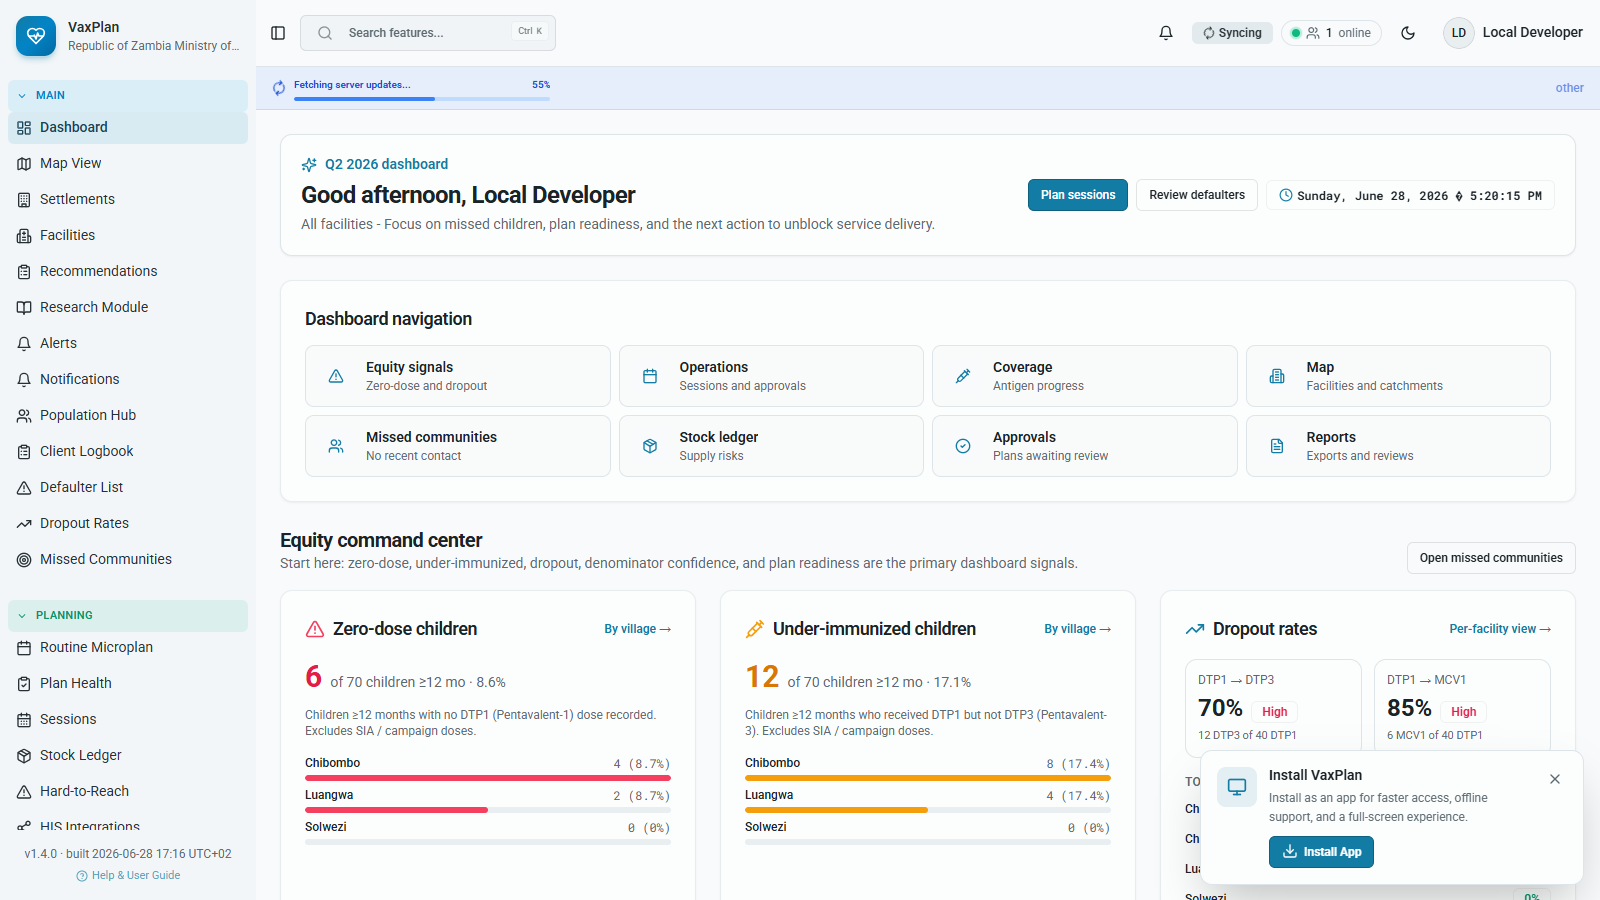 VaxPlan
Republic of Zambia Ministry of...
Search features...
Ctrl K
Syncing
1 online
LD
Local Developer
Fetching server updates...
55%
other
MAIN
Dashboard
Map View
Settlements
Facilities
Recommendations
Research Module
Alerts
Notifications
Population Hub
Client Logbook
Defaulter List
Dropout Rates
Missed Communities
PLANNING
Routine Microplan
Plan Health
Sessions
Stock Ledger
Hard-to-Reach
HIS Integrations
v1.4.0 · built 2026-06-28 17:16 UTC+02
Help & User Guide
Q2 2026 dashboard
Good afternoon, Local Developer
All facilities - Focus on missed children, plan readiness, and the next action to unblock service delivery.
Plan sessions
Review defaulters
Sunday, June 28, 2026 � 5:20:15 PM
Dashboard navigation
Equity signals
Zero-dose and dropout
Operations
Sessions and approvals
Coverage
Antigen progress
Map
Facilities and catchments
Missed communities
No recent contact
Stock ledger
Supply risks
Approvals
Plans awaiting review
Reports
Exports and reviews
Equity command center
Start here: zero-dose, under-immunized, dropout, denominator confidence, and plan readiness are the primary dashboard signals.
Open missed communities
Zero-dose children
By village →
6 of 70 children ≥12 mo · 8.6%
Children ≥12 months with no DTP1 (Pentavalent-1) dose recorded.
Excludes SIA / campaign doses.
Chibombo 4 (8.7%)
Luangwa 2 (8.7%)
Solwezi 0 (0%)
Under-immunized children
By village →
12 of 70 children ≥12 mo · 17.1%
Children ≥12 months who received DTP1 but not DTP3 (Pentavalent-
3). Excludes SIA / campaign doses.
Chibombo 8 (17.4%)
Luangwa 4 (17.4%)
Solwezi 0 (0%)
Dropout rates
Per-facility view →
DTP1 → DTP3
70% High
12 DTP3 of 40 DTP1
DTP1 → MCV1
85% High
6 MCV1 of 40 DTP1
Solwezi 0%
Install VaxPlan
Install as an app for faster access, offline
support, and a full-screen experience.
Install App